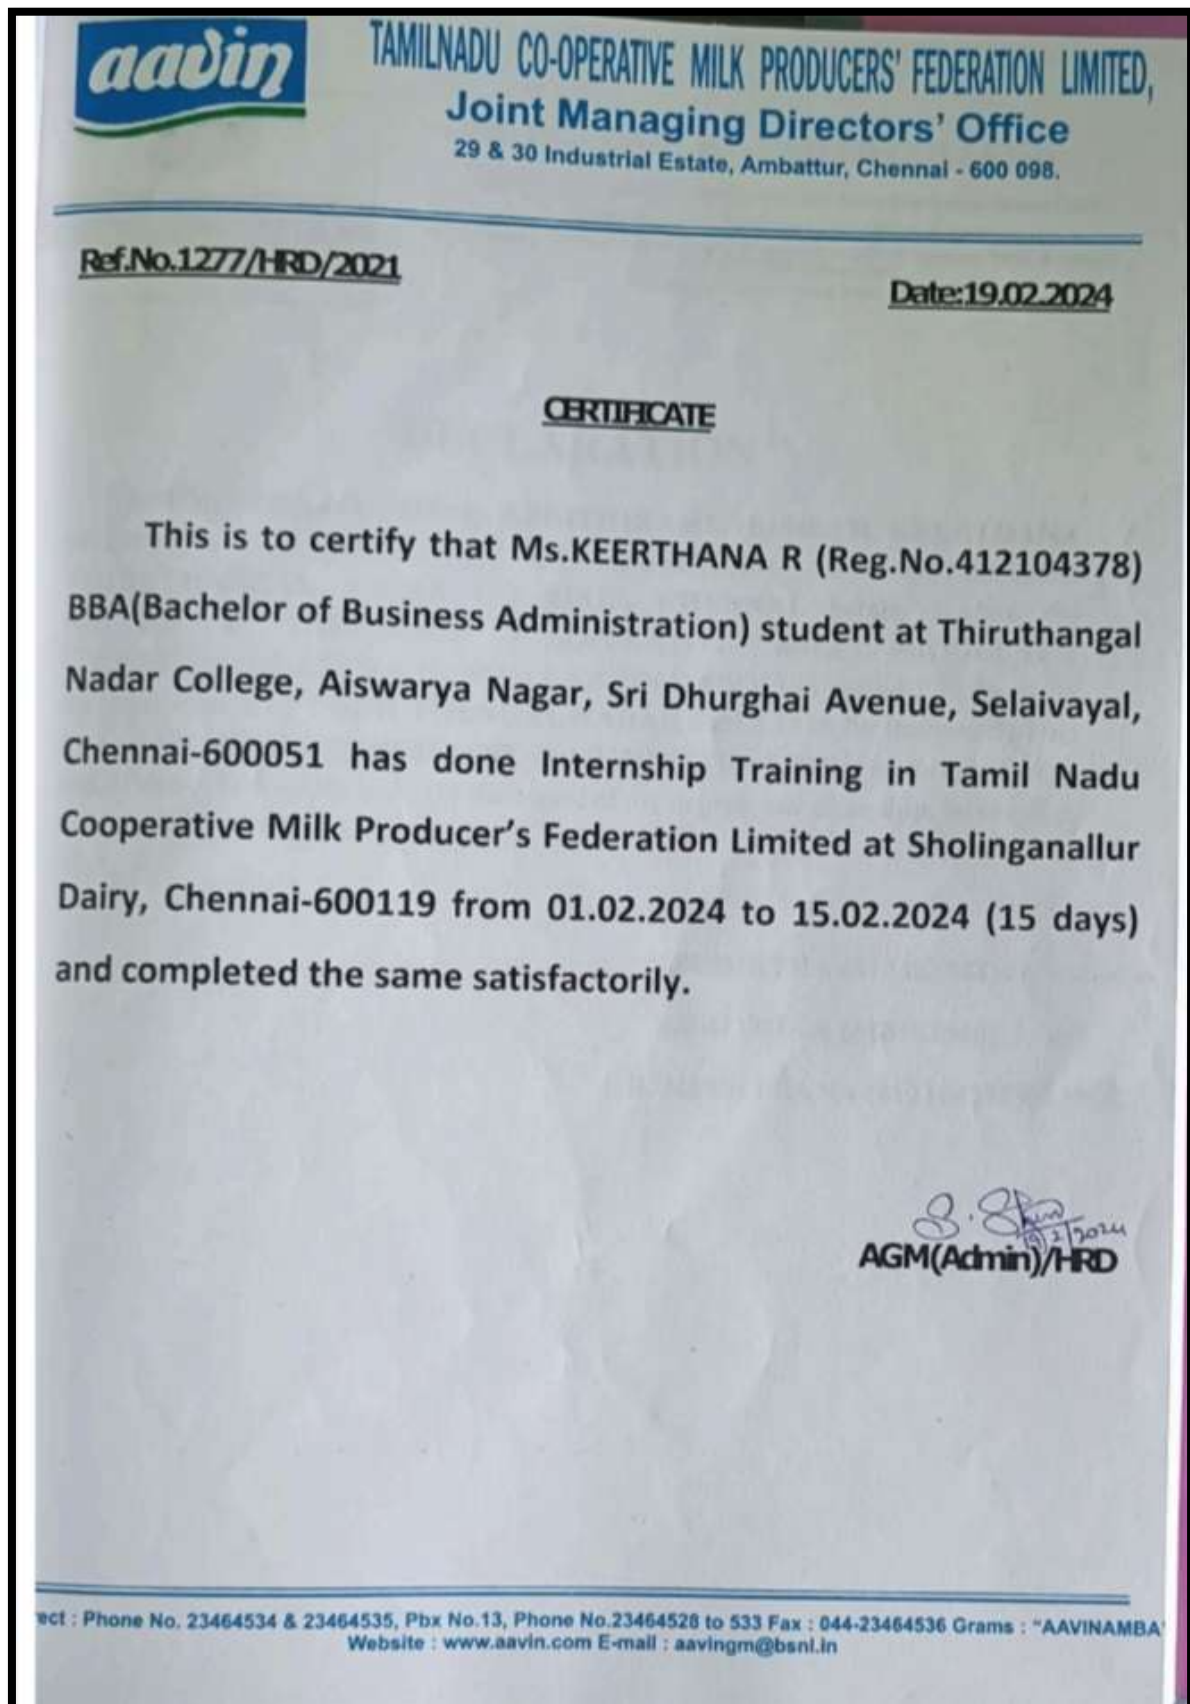 aavin
TAMILNADU CO-OPERATIVE MILK PRODUCERS' FEDERATION LIMITED,
Joint Managing Directors' Office
29 & 30 Industrial Estate, Ambattur, Chennai - 600 098.
Ref.No.1277/HRD/2021
Date:19.02.2024
CERTIFICATE
This is to certify that Ms.KEERTHANA R (Reg.No.412104378)
BBA(Bachelor of Business Administration) student at Thiruthangal
Nadar College, Aiswarya Nagar, Sri Dhurghai Avenue, Selaivayal,
Chennai-600051 has done Internship Training in Tamil Nadu
Cooperative Milk Producer's Federation Limited at Sholinganallur
Dairy, Chennai-600119 from 01.02.2024 to 15.02.2024 (15 days)
and completed the same satisfactorily.
19/2/2024
AGM(Admin)/HRD
ect : Phone No. 23464534 & 23464535, Pbx No.13, Phone No.23464528 to 533 Fax : 044-23464536 Grams : "AAVINAMBA"
Website : www.aavin.com E-mail : aavingm@bsnl.in